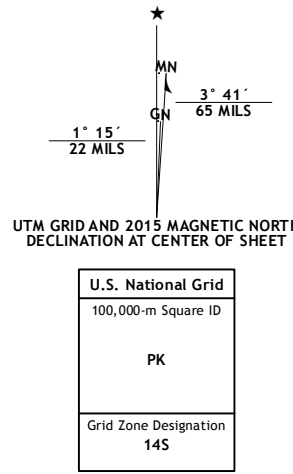 ★
MN
3° 41´
65 MILS
GN
1° 15´
22 MILS
UTM GRID AND 2015 MAGNETIC NORTH
DECLINATION AT CENTER OF SHEET
U.S. National Grid
100,000-m Square ID
PK
Grid Zone Designation
14S